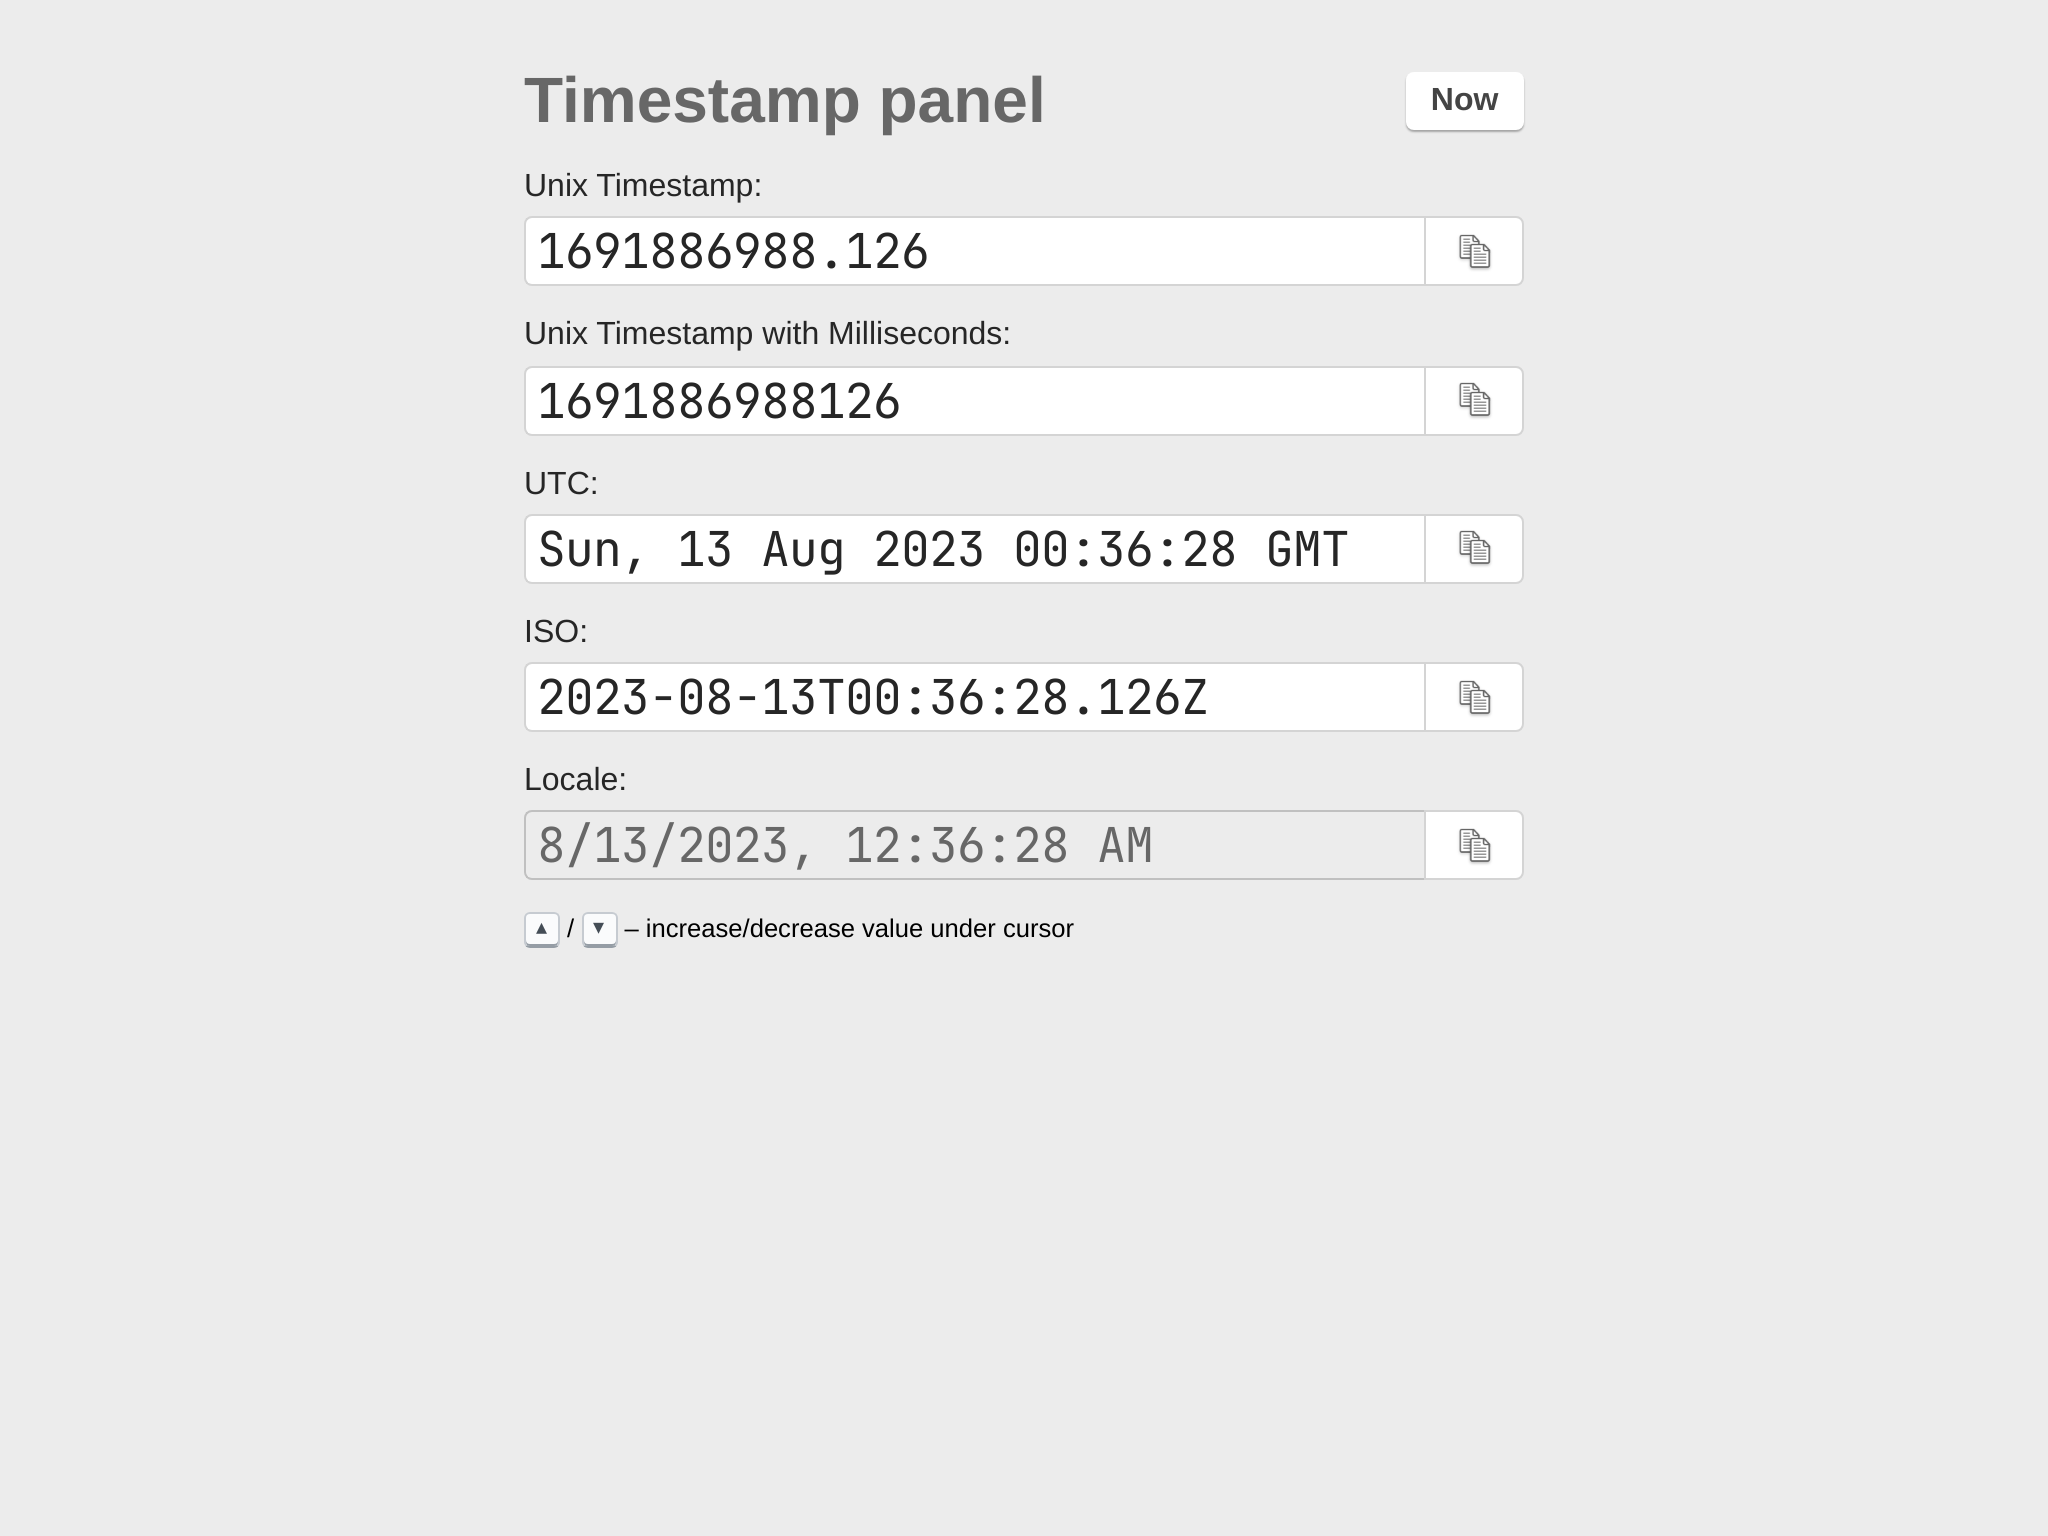 Timestamp panel
Now
Unix Timestamp:
1691886988.126
Unix Timestamp with Milliseconds:
1691886988126
UTC:
Sun, 13 Aug 2023 00:36:28 GMT
ISO:
2023-08-13T00:36:28.126Z
Locale:
8/13/2023, 12:36:28 AM
▲ / ▼ – increase/decrease value under cursor